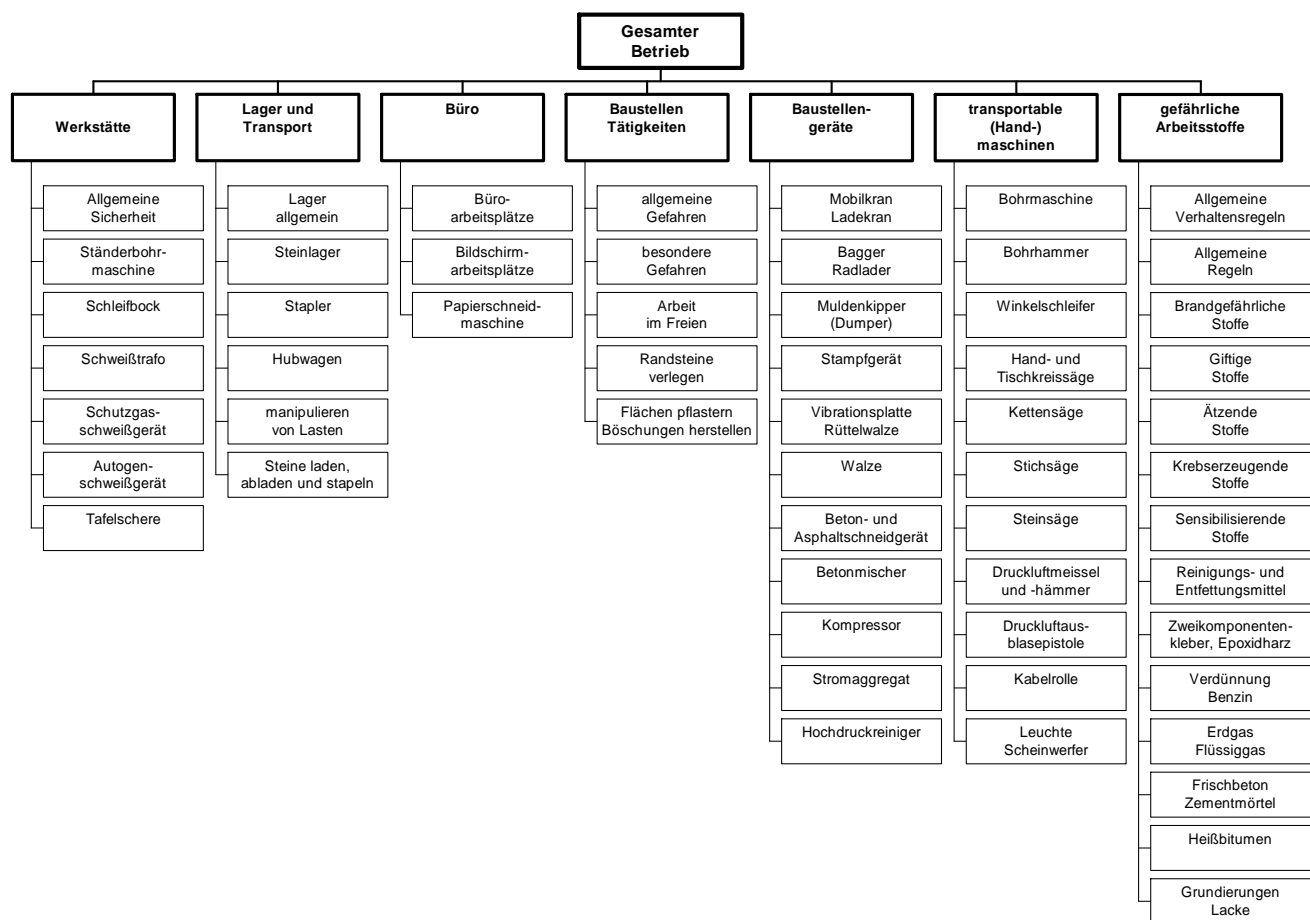 Gesamter
Betrieb
Werkstätte
Allgemeine
Sicherheit
Ständerbohr-
maschine
Schleifbock
Schweißtrafo
Schutzgas-
schweißgerät
Autogen-
schweißgerät
Tafelschere
Lager und
Transport
Lager
allgemein
Steinlager
Stapler
Hubwagen
manipulieren
von Lasten
Steine laden,
abladen und stapeln
Büro
Büro-
arbeitsplätze
Bildschirm-
arbeitsplätze
Papierschneid-
maschine
Baustellen
Tätigkeiten
allgemeine
Gefahren
besondere
Gefahren
Arbeit
im Freien
Randsteine
verlegen
Flächen pflastern
Böschungen herstellen
Baustellen-
geräte
Mobilkran
Ladekran
Bagger
Radlader
Muldenkipper
(Dumper)
Stampfgerät
Vibrationsplatte
Rüttelwalze
Walze
Beton- und
Asphaltschneidgerät
Betonmischer
Kompressor
Stromaggregat
Hochdruckreiniger
transportable
(Hand-)
maschinen
Bohrmaschine
Bohrhammer
Winkelschleifer
Hand- und
Tischkreissäge
Kettensäge
Stichsäge
Steinsäge
Druckluftmeissel
und -hämmer
Druckluftaus-
blasepistole
Kabelrolle
Leuchte
Scheinwerfer
gefährliche
Arbeitsstoffe
Allgemeine
Verhaltensregeln
Allgemeine
Regeln
Brandgefährliche
Stoffe
Giftige
Stoffe
Ätzende
Stoffe
Krebserzeugende
Stoffe
Sensibilisierende
Stoffe
Reinigungs- und
Entfettungsmittel
Zweikomponenten-
kleber, Epoxidharz
Verdünnung
Benzin
Erdgas
Flüssiggas
Frischbeton
Zementmörtel
Heißbitumen
Grundierungen
Lacke